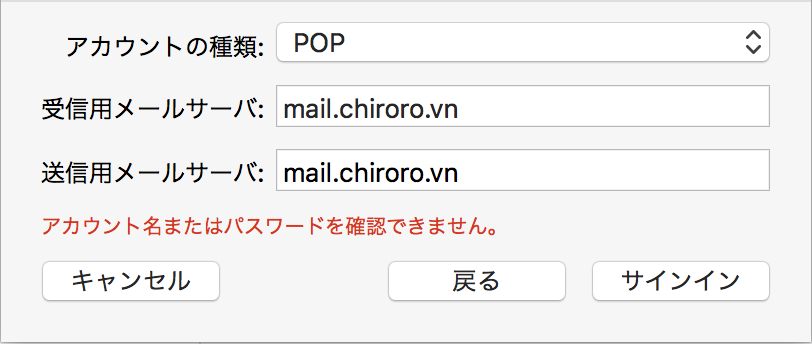 アカウントの種類: POP
受信用メールサーバ: mail.chiroro.vn
送信用メールサーバ: mail.chiroro.vn
アカウント名またはパスワードを確認できません。
キャンセル 戻る サインイン